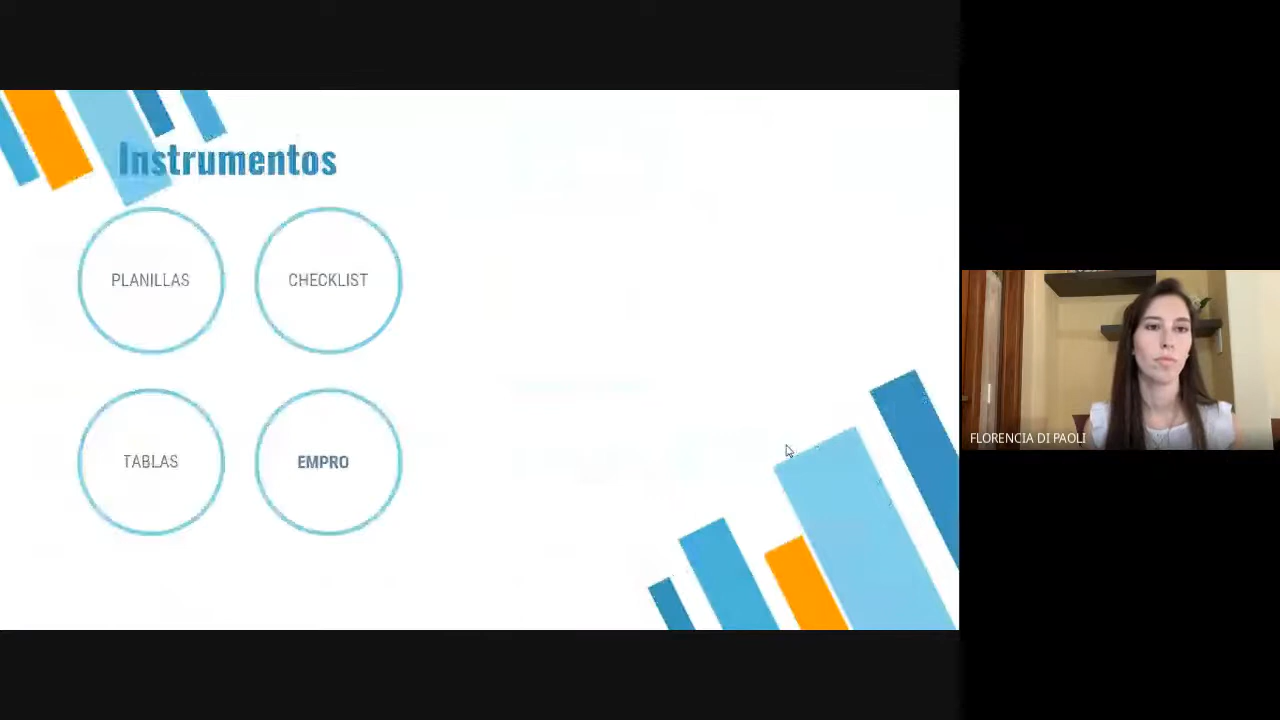 Instrumentos
PLANILLAS
CHECKLIST
TABLAS
EMPRO
FLORENCIA DI PAOLI